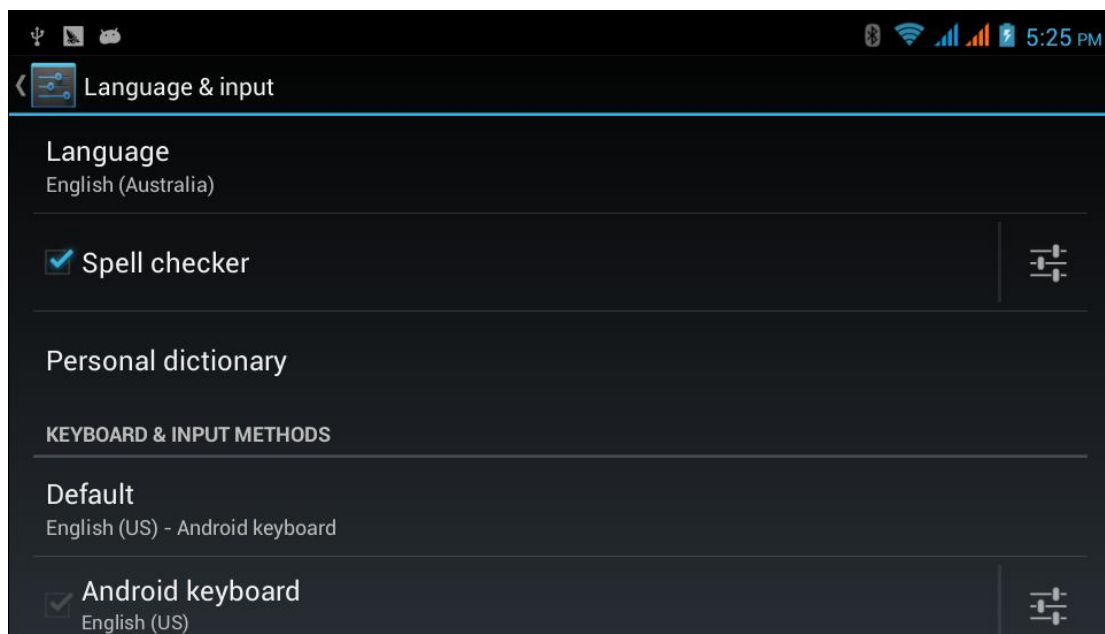 5:25 PM
Language & input
Language
English (Australia)
Spell checker
Personal dictionary
KEYBOARD & INPUT METHODS
Default
English (US) - Android keyboard
Android keyboard
English (US)